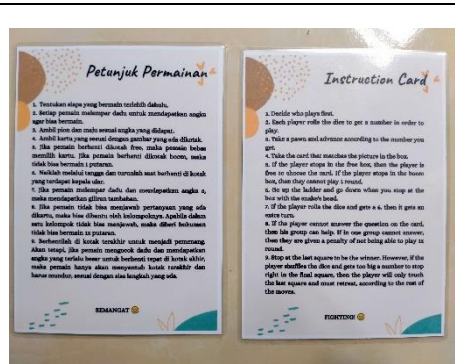 Petunjuk Permainan
1. Tentukan siapa yang bermain terlebih dahulu.
2. Setiap pemain melempar dadu untuk mendapatkan angka
agar bisa bermain.
3. Ambil pion dan maju sesuai angka yang didapat.
4. Ambil kartu yang sesuai dengan gambar yang ada dikotak.
5. Jika pemain berhenti dikotak free, maka pemain bebas
memilih kartu. Jika pemain berhenti dikotak bocon, maka
tidak bisa bermain 1 putaran.
6. Naiklah melalui tangga dan turunlah saat berhenti di kotak
yang terdapat kepala ular.
7. Jika pemain melempar dadu dan mendapatkan angka
maka mendapatkan giliran tambahan.
8. Jika pemain tidak bisa menjawab pertanyaan yang ada
dikartu, maka bisa dibantu oleh kelompoknya. Apabila dalam
satu kelompok tidak bisa menjawab, maka diberi hukuman
tidak bisa bermain 1x putaran.
9. Berhentilah di kotak terakhir untuk menjadi pemenang.
Akan tetapi, jika pemain mengocok dadu dan mendapatkan
angka yang terlalu besar untuk berhenti tepat di kotak akhir,
maka pemain hanya akan menyentuh kotak terakhir dan
harus mundur, sesuai dengan sisa langkah yang ada.
SEMANGAT
Instruction Card
1. Decide who plays first.
2. Each player rolls the dice to get a number in order to
play.
3. Take a pawn and advance according to the number you
get.
4. Take the card that matches the picture in the box.
5. If the player stops in the free box, then the player is
free to choose the card. If the player stops in the boom
box, then they cannot play 1 round.
6. Go up the ladder and go down when you stop at the
box with the snake's head.
7. If the player rolls the dice and gets a 6, then it gets an
extra turn.
8. If the player cannot answer the question on the card,
then his group can help. If in one group cannot answer,
then they are given a penalty of not being able to play 1x
round.
9. Stop at the last square to be the winner. However, if the
player shuffles the dice and gets too big a number to stop
right in the final square, then the player will only touch
the last square and must retreat, according to the rest of
the moves.
FIGHTING!